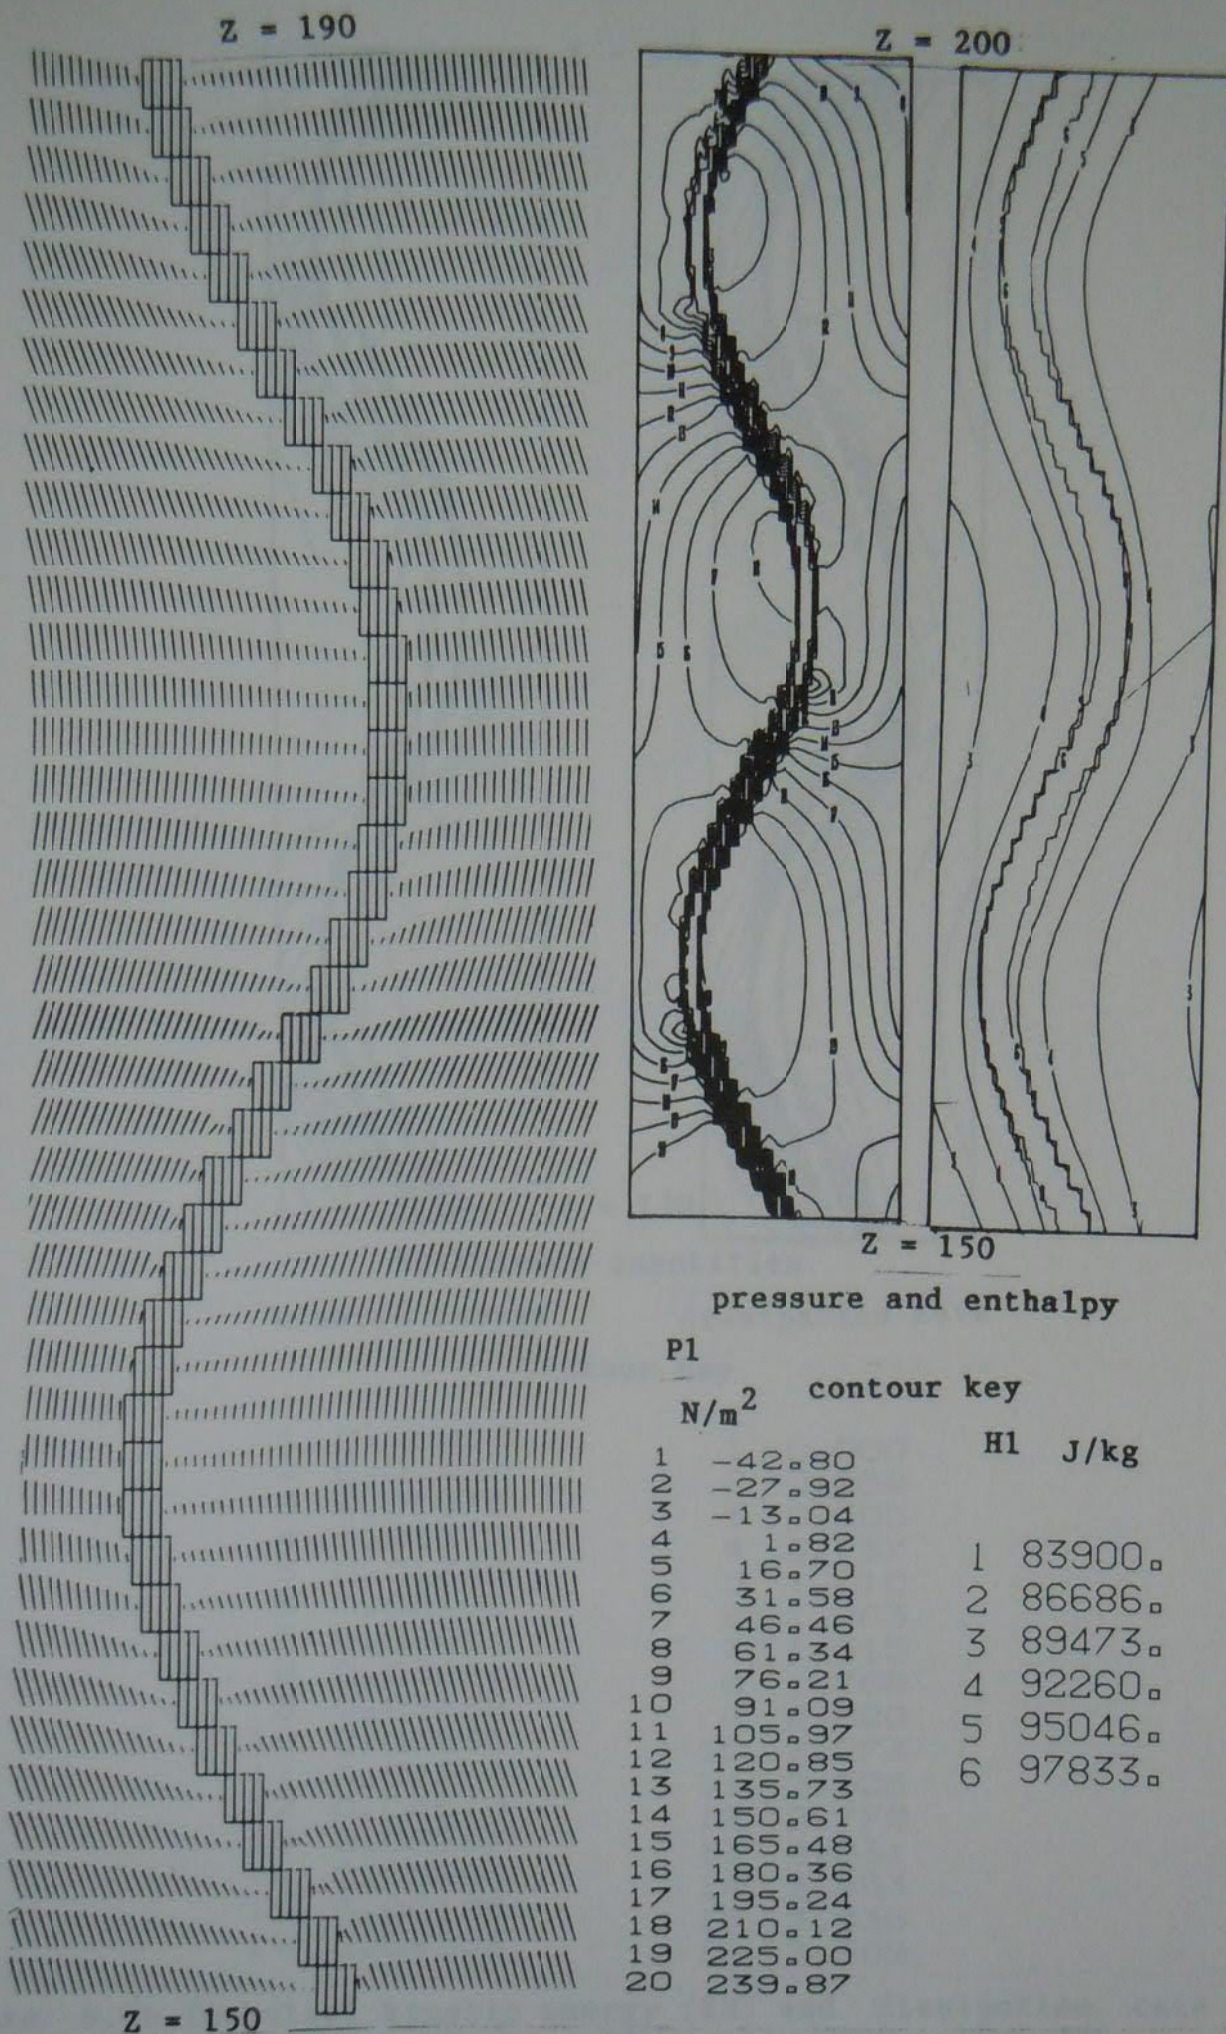 Z = 190
Z = 200
Z = 150
pressure and enthalpy
P1
contour key
N/m2
H1 J/kg
1 -42.80
2 -27.92
3 -13.04
4 1.82
5 16.70
6 31.58
7 46.46
8 61.34
9 76.21
10 91.09
11 105.97
12 120.85
13 135.73
14 150.61
15 165.48
16 180.36
17 195.24
18 210.12
19 225.00
20 239.87
1 83900.
2 86686.
3 89473.
4 92260.
5 95046.
6 97833.
Z = 150